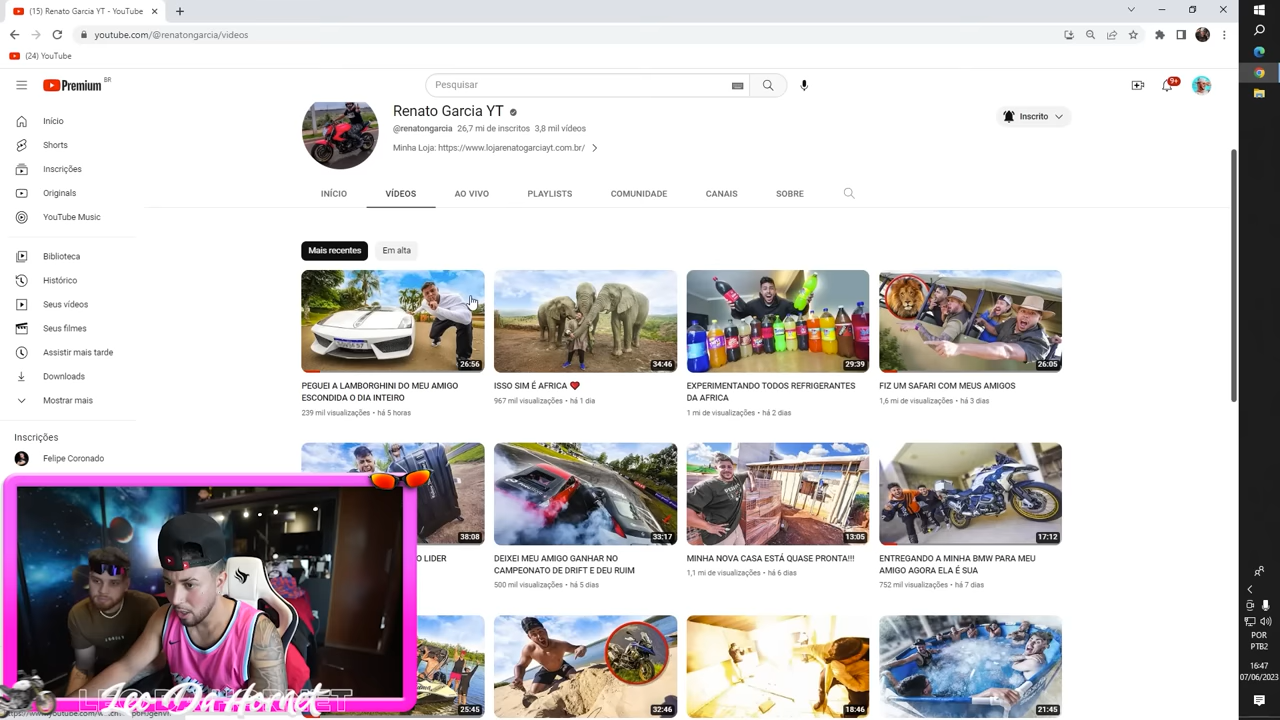 (15) Renato Garcia YT - YouTube
youtube.com/@renatongarcia/videos
(24) YouTube
Premium BR
Pesquisar
9+
Renato Garcia YT
@renatongarcia 26,7 mi de inscritos 3,8 mil vídeos
Minha Loja: https://www.lojarenatogarciayt.com.br/
Inscrito
INÍCIO VÍDEOS AO VIVO PLAYLISTS COMUNIDADE CANAIS SOBRE
Início
Shorts
Inscrições
Originals
YouTube Music
Biblioteca
Histórico
Seus vídeos
Seus filmes
Assistir mais tarde
Downloads
Mostrar mais
Inscrições
Felipe Coronado
Mais recentes Em alta
26:56 34:46 29:39 26:05
PEGUEI A LAMBORGHINI DO MEU AMIGO
ESCONDIDA O DIA INTEIRO
239 mil visualizações • há 5 horas
ISSO SIM É AFRICA ❤
967 mil visualizações • há 1 dia
EXPERIMENTANDO TODOS REFRIGERANTES
DA AFRICA
1 mi de visualizações • há 2 dias
FIZ UM SAFARI COM MEUS AMIGOS
1,6 mi de visualizações • há 3 dias
38:08 33:17 13:05 17:12
O LIDER
DEIXEI MEU AMIGO GANHAR NO
CAMPEONATO DE DRIFT E DEU RUIM
500 mil visualizações • há 5 dias
MINHA NOVA CASA ESTÁ QUASE PRONTA!!!
1,1 mi de visualizações • há 6 dias
ENTREGANDO A MINHA BMW PARA MEU
AMIGO AGORA ELA É SUA
752 mil visualizações • há 7 dias
25:45 32:46 18:46 21:45
Leo Da Hornet
POR
PTB2
16:47
07/06/2023